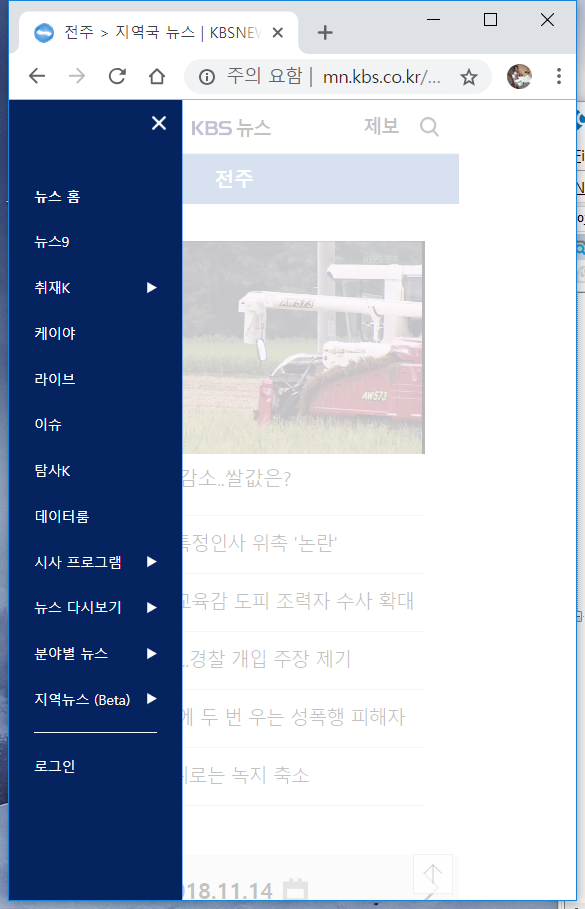 전주 > 지역국 뉴스 | KBSNEW
주의 요함 | mn.kbs.co.kr/...
KBS 뉴스
제보
전주
뉴스 홈
뉴스9
취재K
케이야
라이브
이슈
탐사K
데이터룸
시사 프로그램
뉴스 다시보기
분야별 뉴스
지역뉴스 (Beta)
로그인
AW573
감소..쌀값은?
특정인사 위촉 '논란'
교육감 도피 조력자 수사 확대
..경찰 개입 주장 제기
에 두 번 우는 성폭행 피해자
로는 녹지 축소
018.11.14